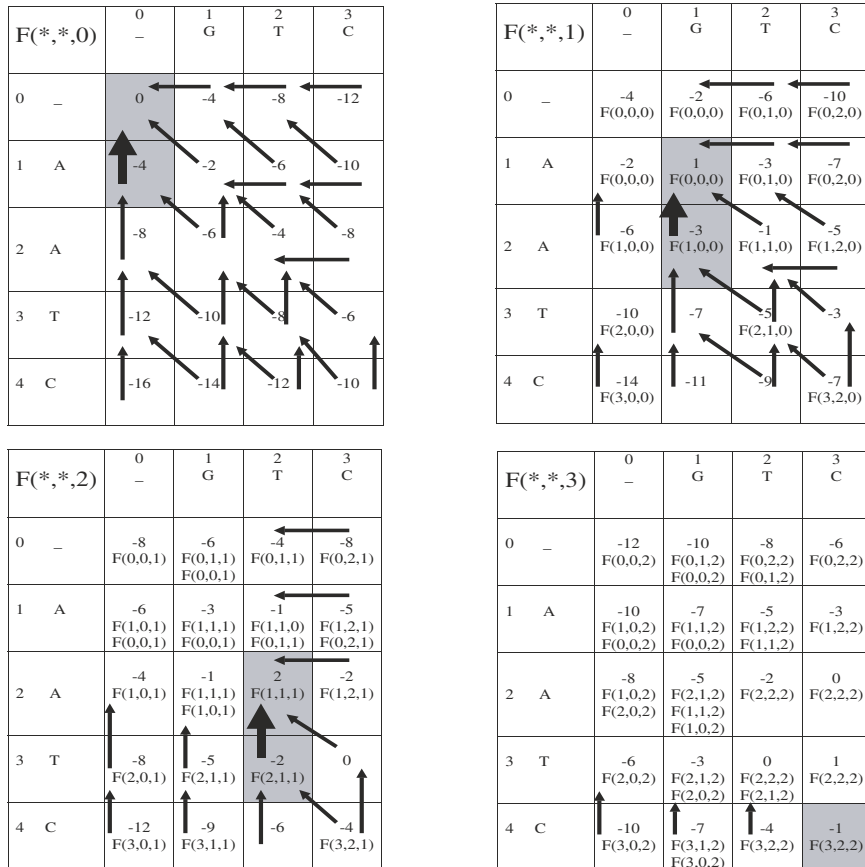 0 1 2 3
F(*,*,0) _ G T C
0 _ 0 -4 -8 -12
1 A -4 -2 -6 -10
-8 -6 -4 -8
2 A
3 T -12 -10 -8 -6
4 C -16 -14 -12 -10
0 1 2 3
F(*,*,1) _ G T C
0 _ -4 -2 -6 -10
F(0,0,0) F(0,0,0) F(0,1,0) F(0,2,0)
1 A -2 1 -3 -7
F(0,0,0) F(0,0,0) F(0,1,0) F(0,2,0)
-6 -3 -1 -5
2 A F(1,0,0) F(1,0,0) F(1,1,0) F(1,2,0)
3 T -10 -7 -5 -3
F(2,0,0) F(2,1,0)
4 C -14 -11 -9 -7
F(3,0,0) F(3,2,0)
0 1 2 3
F(*,*,2) _ G T C
0 _ -8 -6 -4 -8
F(0,0,1) F(0,1,1) F(0,1,1) F(0,2,1)
F(0,0,1)
1 A -6 -3 -1 -5
F(1,0,1) F(1,1,1) F(1,1,0) F(1,2,1)
F(0,0,1) F(0,0,1) F(0,1,1) F(0,2,1)
-4 -1 2 -2
2 A F(1,0,1) F(1,1,1) F(1,1,1) F(1,2,1)
F(1,0,1)
3 T -8 -5 -2 0
F(2,0,1) F(2,1,1) F(2,1,1)
4 C -12 -9 -6 -4
F(3,0,1) F(3,1,1) F(3,2,1)
0 1 2 3
F(*,*,3) _ G T C
0 _ -12 -10 -8 -6
F(0,0,2) F(0,1,2) F(0,2,2) F(0,2,2)
F(0,0,2) F(0,1,2)
1 A -10 -7 -5 -3
F(1,0,2) F(1,1,2) F(1,2,2) F(1,2,2)
F(0,0,2) F(0,0,2) F(1,1,2)
-8 -5 -2 0
2 A F(1,0,2) F(2,1,2) F(2,2,2) F(2,2,2)
F(2,0,2) F(1,1,2)
F(1,0,2)
3 T -6 -3 0 1
F(2,0,2) F(2,1,2) F(2,2,2) F(2,2,2)
F(2,0,2) F(2,1,2)
4 C -10 -7 -4 -1
F(3,0,2) F(3,1,2) F(3,2,2) F(3,2,2)
F(3,0,2)